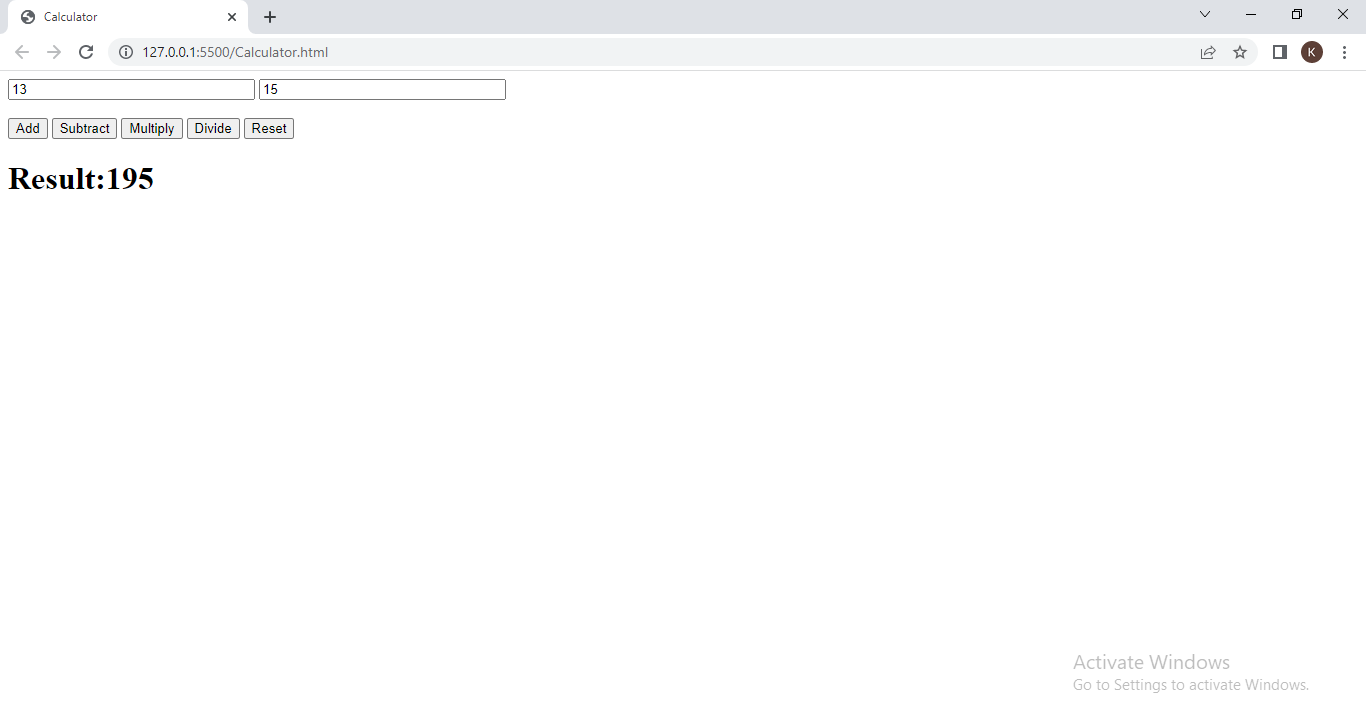 Calculator
127.0.0.1:5500/Calculator.html
K
13 15
Add Subtract Multiply Divide Reset
Result:195
Activate Windows
Go to Settings to activate Windows.